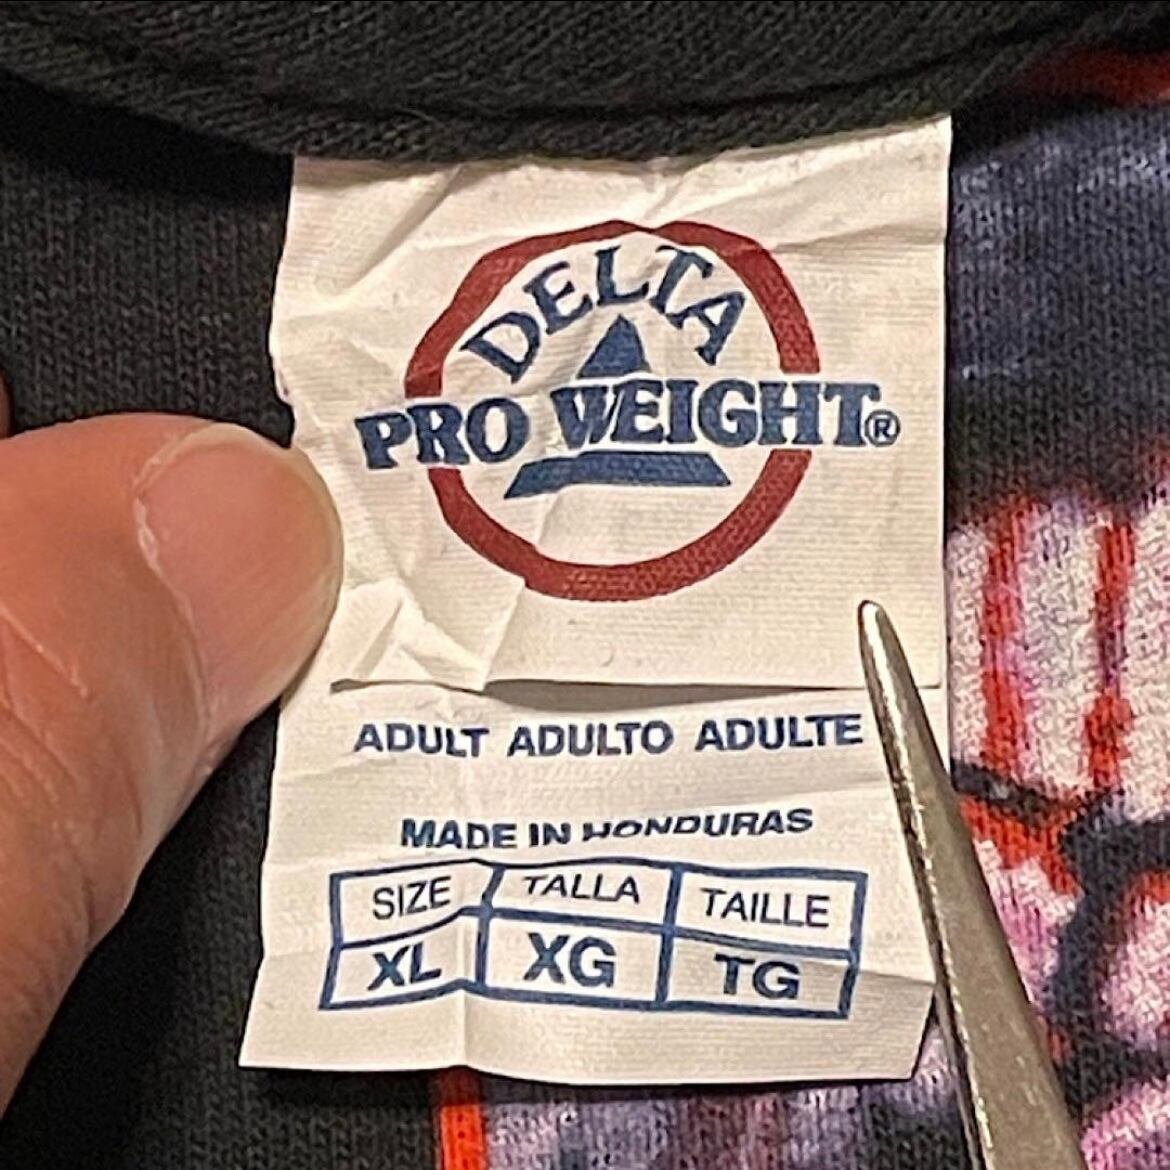 DELTA
PRO WEIGHT®
ADULT ADULTO ADULTE
MADE IN HONDURAS
SIZE TALLA TAILLE
XL XG TG